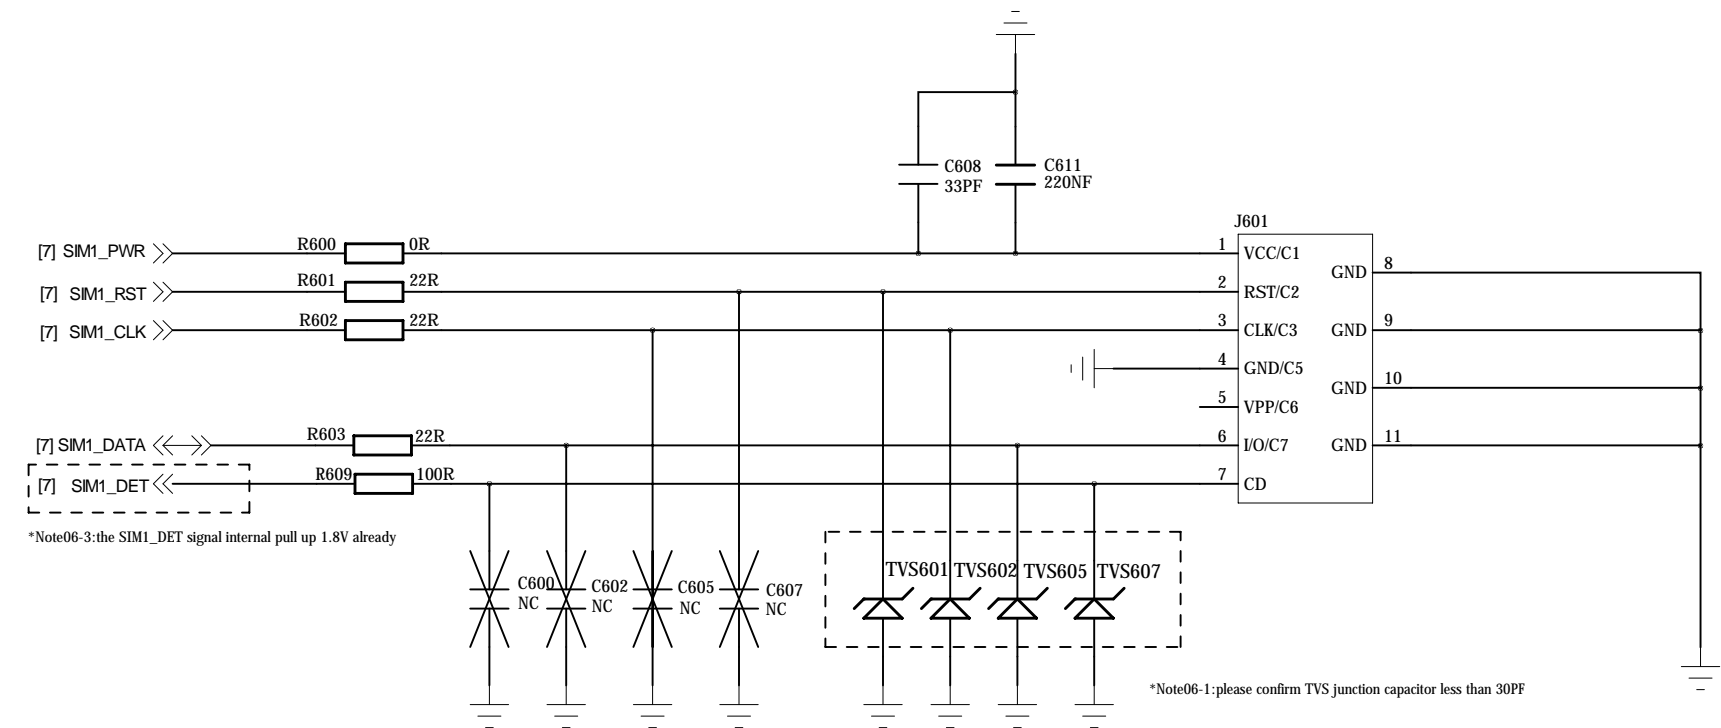 C608
33PF
C611
220NF
J601
[7] SIM1_PWR
R600
0R
1
VCC/C1
GND
8
[7] SIM1_RST
R601
22R
2
RST/C2
[7] SIM1_CLK
R602
22R
3
CLK/C3
GND
9
4
GND/C5
GND
10
5
VPP/C6
[7] SIM1_DATA
R603
22R
6
I/O/C7
GND
11
[7] SIM1_DET
R609
100R
7
CD
*Note06-3:the SIM1_DET signal internal pull up 1.8V already
C600
NC
C602
NC
C605
NC
C607
NC
TVS601
TVS602
TVS605
TVS607
*Note06-1:please confirm TVS junction capacitor less than 30PF